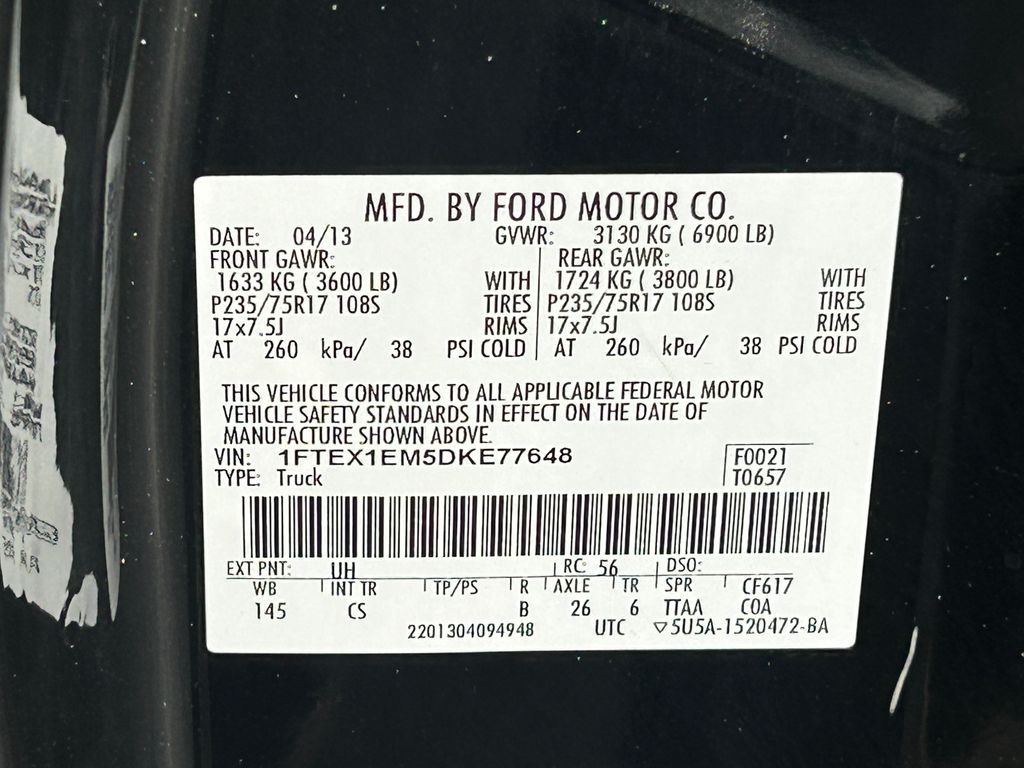 MFD. BY FORD MOTOR CO.
DATE: 04/13 GVWR: 3130 KG ( 6900 LB)
FRONT GAWR: REAR GAWR:
1633 KG ( 3600 LB) WITH 1724 KG ( 3800 LB) WITH
P235/75R17 108S TIRES P235/75R17 108S TIRES
17x7.5J RIMS 17x7.5J RIMS
AT 260 kPa/ 38 PSI COLD AT 260 kPa/ 38 PSI COLD
THIS VEHICLE CONFORMS TO ALL APPLICABLE FEDERAL MOTOR
VEHICLE SAFETY STANDARDS IN EFFECT ON THE DATE OF
MANUFACTURE SHOWN ABOVE.
VIN: 1FTEX1EM5DKE77648 F0021
TYPE: Truck T0657
EXT PNT: UH RC: 56 DSO:
WB INT TR TP/PS R AXLE TR SPR CF617
145 CS B 26 6 TTAA COA
2201304094948 UTC ▽5U5A-1520472-BA